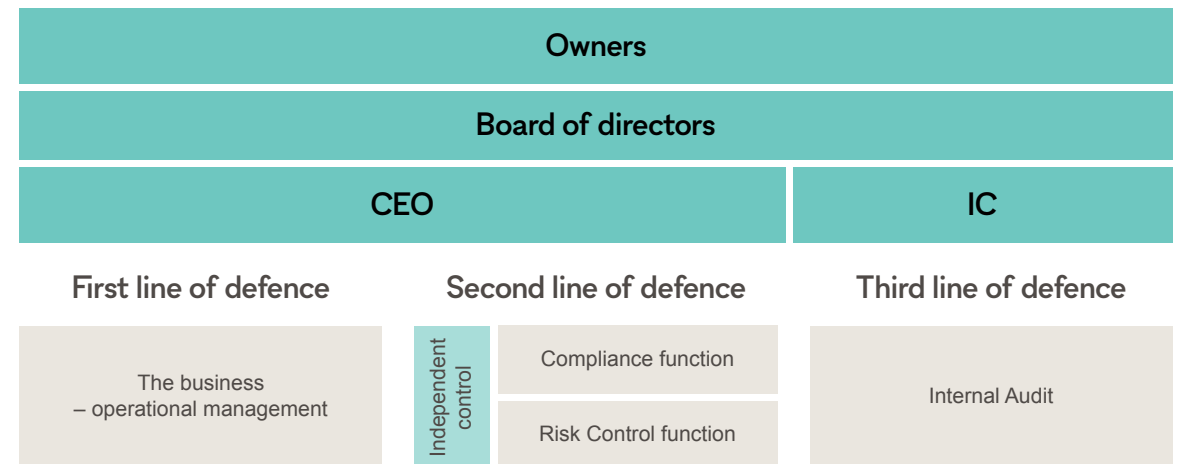 Owners
Board of directors
CEO
IC
First line of defence
Second line of defence
Third line of defence
The business
– operational management
Independent
control
Compliance function
Risk Control function
Internal Audit